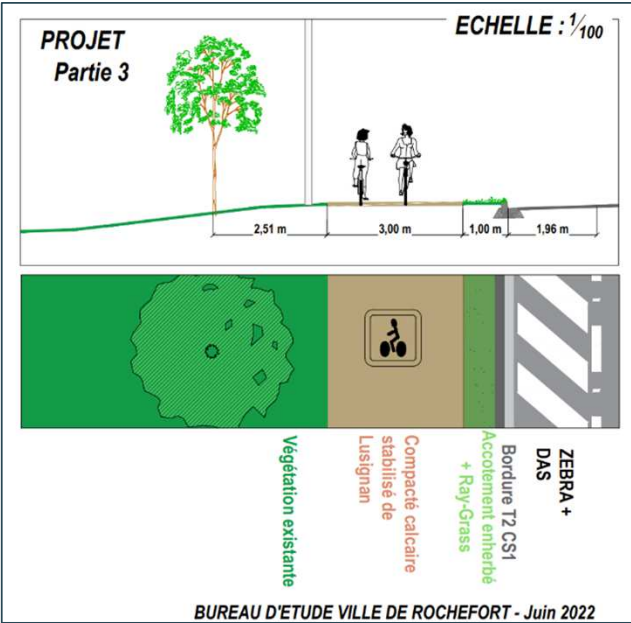 PROJET
Partie 3
ECHELLE : 1/100
2,51 m
3,00 m
1,00 m
1,96 m
Végétation existante
Compacté calcaire
stabilisé de
Lusignan
Accotement enherbé
+ Ray-Grass
Bordure T2 CS1
ZEBRA +
DAS
BUREAU D'ETUDE VILLE DE ROCHEFORT - Juin 2022